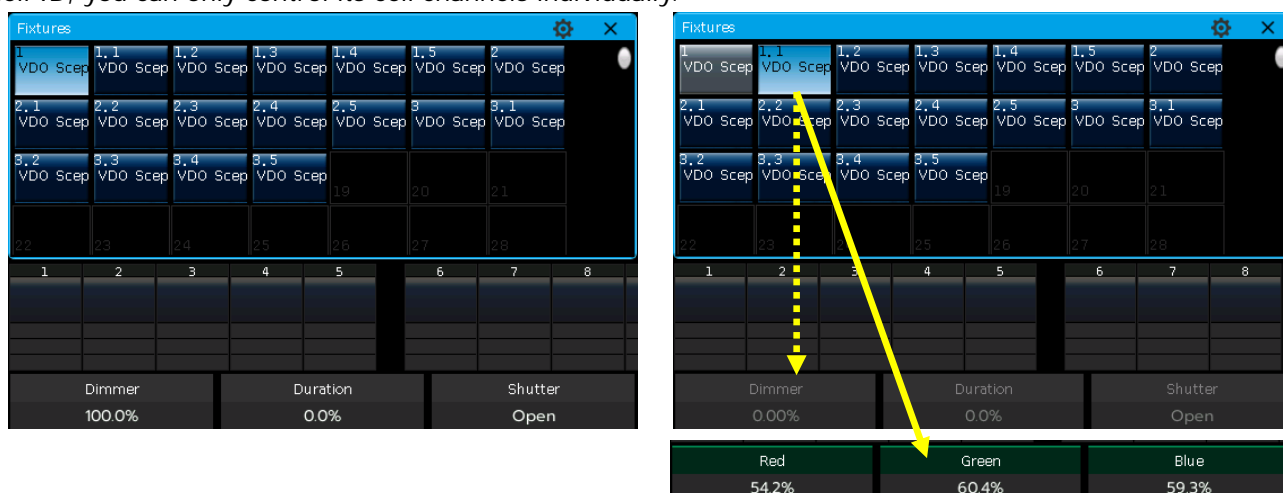 you can only control its cell channels individually.
Fixtures
1 VDO Scep 1.1 VDO Scep 1.2 VDO Scep 1.3 VDO Scep 1.4 VDO Scep 1.5 VDO Scep 2 VDO Scep
2.1 VDO Scep 2.2 VDO Scep 2.3 VDO Scep 2.4 VDO Scep 2.5 VDO Scep 3 VDO Scep 3.1 VDO Scep
3.2 VDO Scep 3.3 VDO Scep 3.4 VDO Scep 3.5 VDO Scep 19 20 21
22 23 24 25 26 27 28
1 2 3 4 5 6 7 8
Dimmer Duration Shutter
100.0% 0.0% Open
Fixtures
1 VDO Scep 1.1 VDO Scep 1.2 VDO Scep 1.3 VDO Scep 1.4 VDO Scep 1.5 VDO Scep 2 VDO Scep
2.1 VDO Scep 2.2 VDO Scep 2.3 VDO Scep 2.4 VDO Scep 2.5 VDO Scep 3 VDO Scep 3.1 VDO Scep
3.2 VDO Scep 3.3 VDO Scep 3.4 VDO Scep 3.5 VDO Scep 19 20 21
22 23 25 26 27 28
1 2 3 4 5 6 7 8
Dimmer Duration Shutter
0.00% 0.0% Open
Red Green Blue
54.2% 60.4% 59.3%